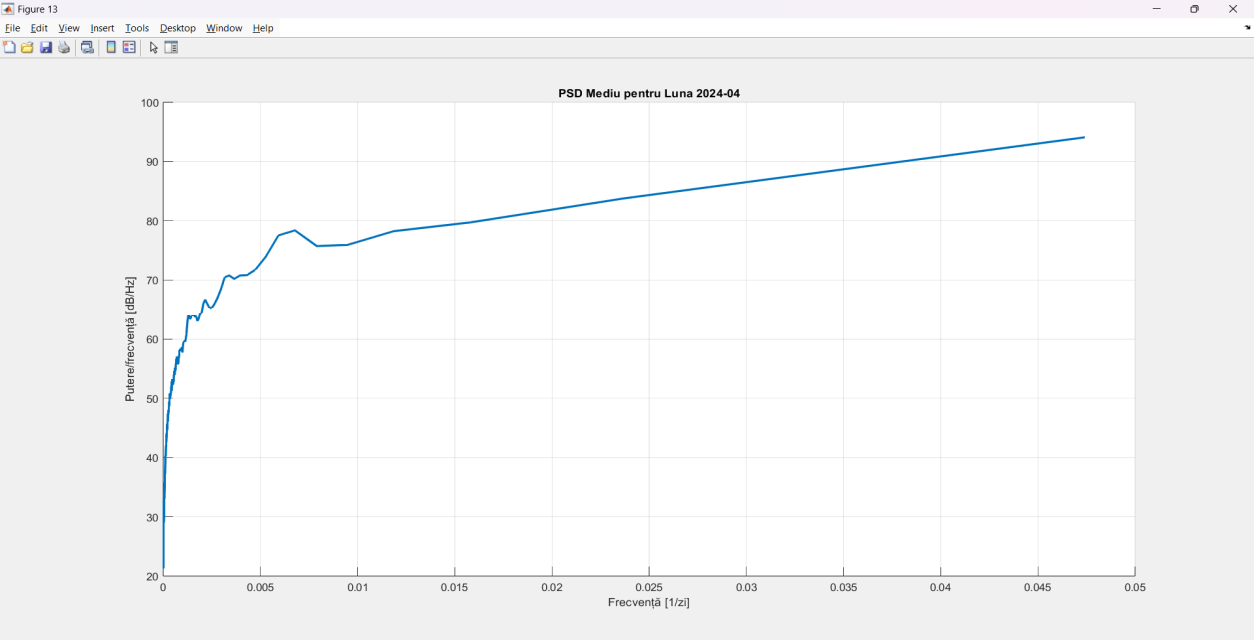 Figure 13
File Edit View Insert Tools Desktop Window Help
PSD Mediu pentru Luna 2024-04
100
90
80
70
60
50
40
30
20
Putere/frecvență [dB/Hz]
0 0.005 0.01 0.015 0.02 0.025 0.03 0.035 0.04 0.045 0.05
Frecvență [1/zi]